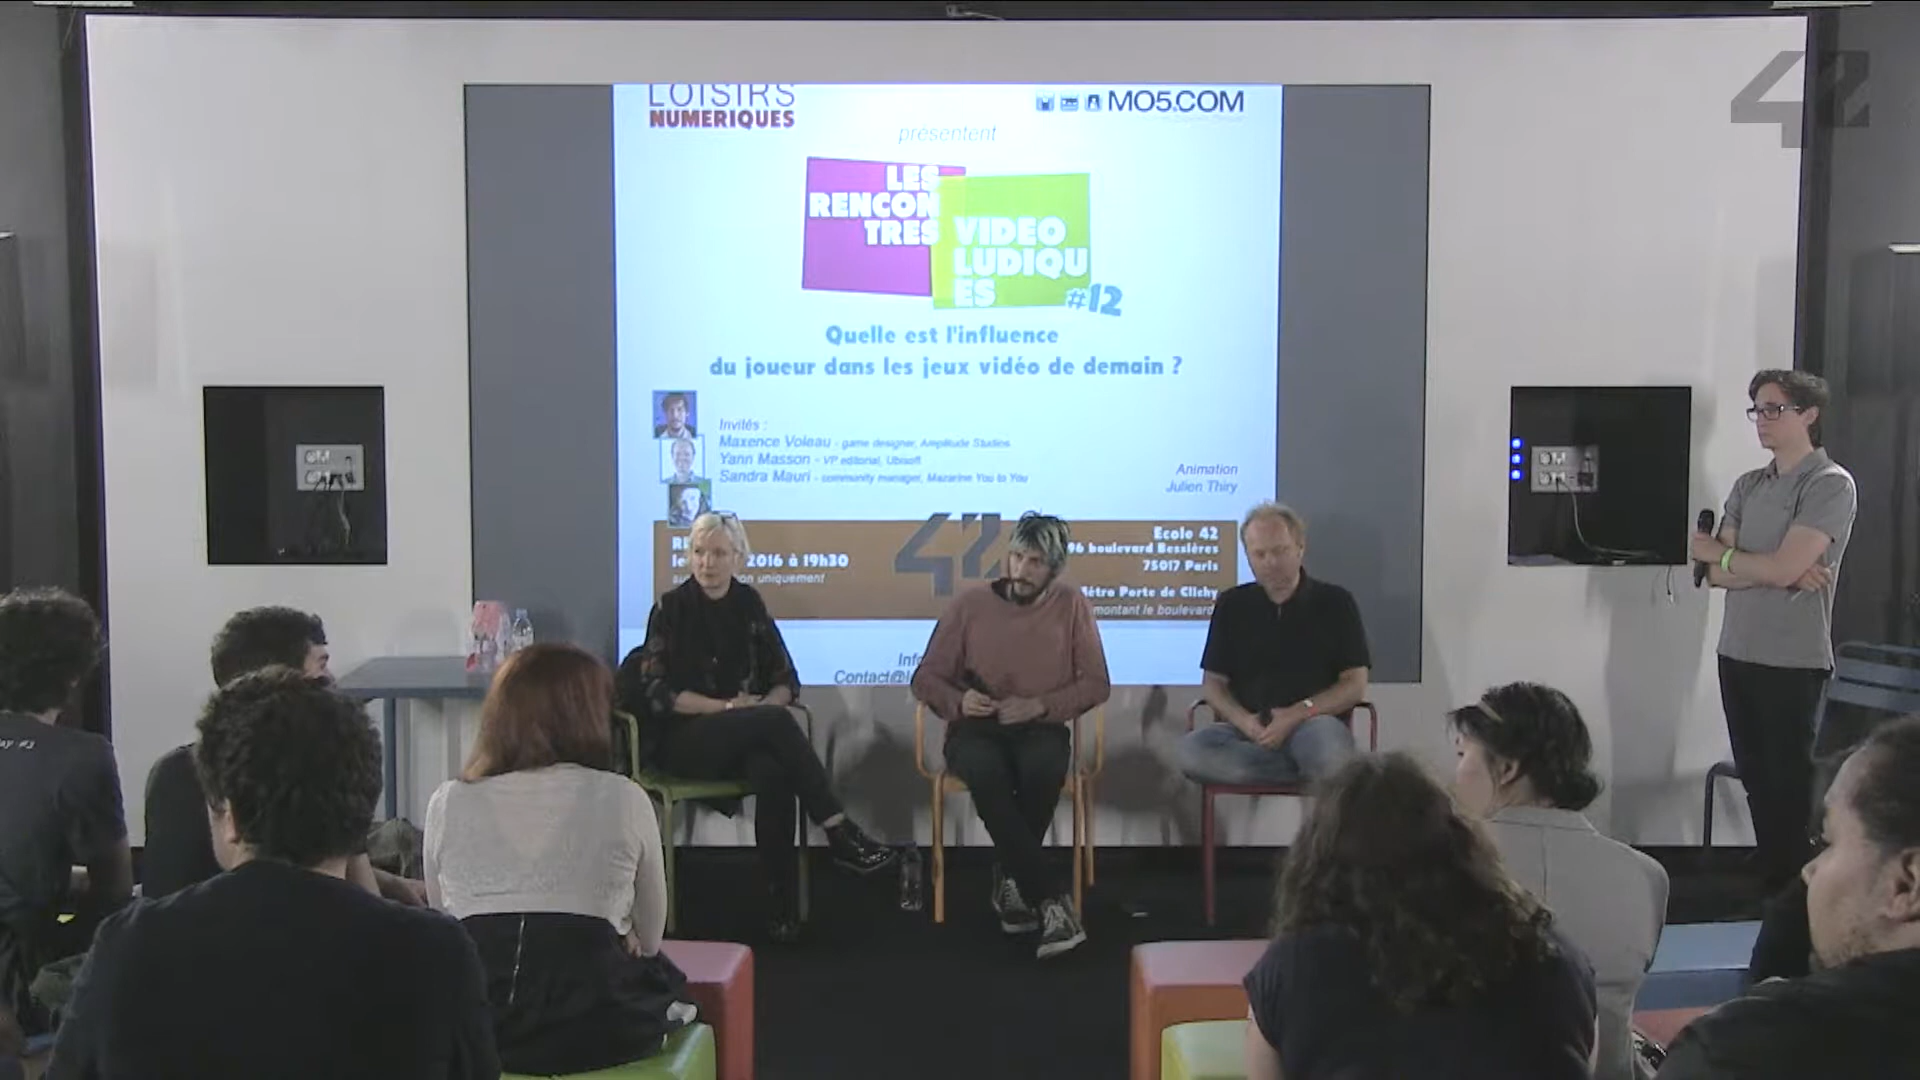 LOISIRS
NUMERIQUES
MO5.COM
présentent
LES
RENCON
TRES
VIDEO
LUDIQU
ES
#12
Quelle est l'influence
du joueur dans les jeux vidéo de demain ?
Invités :
Maxence Voleau - game designer, Amplitude Studios
Yann Masson - VP editorial, Ubisoft
Sandra Mauri - community manager, Mazarine You to You
Animation
Julien Thiry
2016 à 19h30
uniquement
42
Ecole 42
96 boulevard Bessières
75017 Paris
Métro Porte de Clichy
montant le boulevard
Contact@l
42